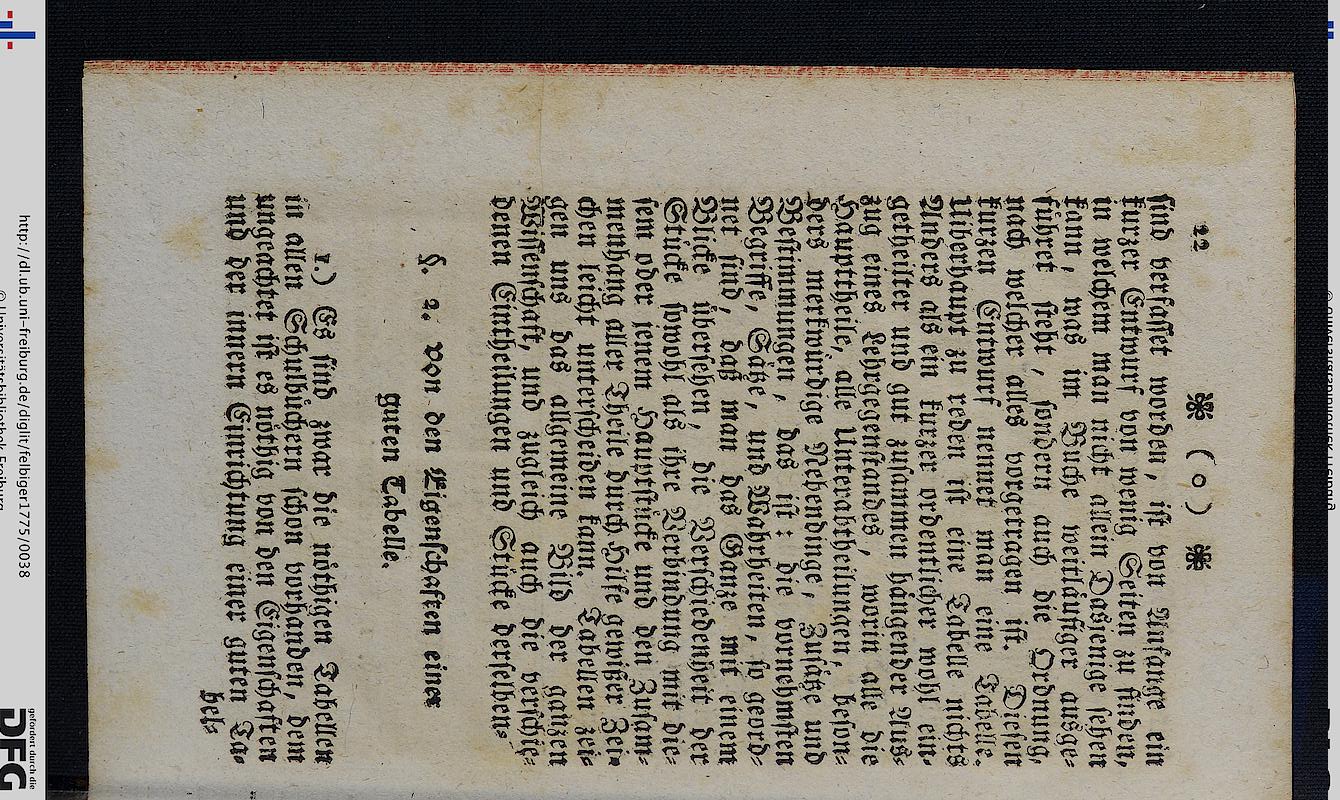 22 ❃ ( o ) ❃
sind verfasset worden, ist von Anfange ein
kurzer Entwurf von wenig Seiten zu finden,
in welchem man nicht allein Dasienige sehen
kann, was im Buche weitläufiger ausge-
führet steht, sondern auch die Ordnung,
nach welcher alles vorgetragen ist. Diesen
kurzen Entwurf nennet man eine Tabelle.
Uiberhaupt zu reden ist eine Tabelle nichts
Anders als ein kurzer ordentlicher wohl ein-
getheilter und gut zusammen hängender Aus-
zug eines Lehrgegenstandes, worin alle die
Haupttheile, alle Unterabtheilungen, beson-
ders merkwürdige Nebendinge, Zusätze und
Bestimmungen, das ist: die vornehmsten
Begriffe, Sätze, und Wahrheiten, so geord-
net sind, daß man das Ganze mit einem
Blicke übersehen, die Verschiedenheit der
Stücke sowohl als ihre Verbindung mit die-
sem oder jenem Hauptstücke und den Zusam-
menhang aller Theile durch Hilfe gewißer Zei-
chen leicht unterscheiden kann. Tabellen zei-
gen uns das allgemeine Bild der ganzen
Wissenschaft, und zugleich auch die verschie-
denen Eintheilungen und Stücke derselben.
§. 2. Von den Eigenschaften einer
guten Tabelle.
1.) Es sind zwar die nöthigen Tabellen
in allen Schulbüchern schon vorhanden, dem
ungeachtet ist es nöthig von den Eigenschaften
und der innern Einrichtung einer guten Ta-
bel-
http://dl.ub.uni-freiburg.de/diglit/felbiger1775/0038
© Universitätsbibliothek Freiburg
gefördert durch die
DFG